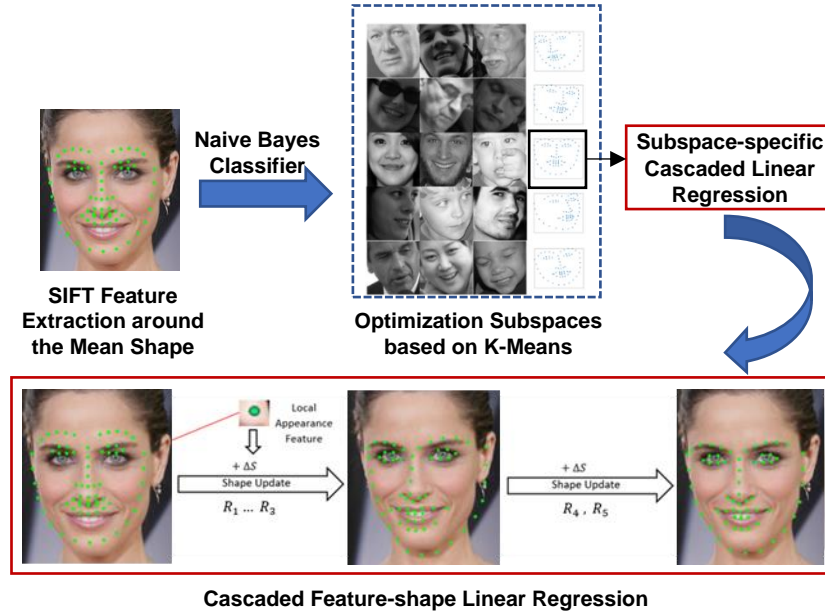 Naive Bayes
Classifier
Subspace-specific
Cascaded Linear
Regression
SIFT Feature
Extraction around
the Mean Shape
Optimization Subspaces
based on K-Means
Local
Appearance
Feature
+ ΔS
Shape Update
R₁ … R₃
+ ΔS
Shape Update
R₄ , R₅
Cascaded Feature-shape Linear Regression